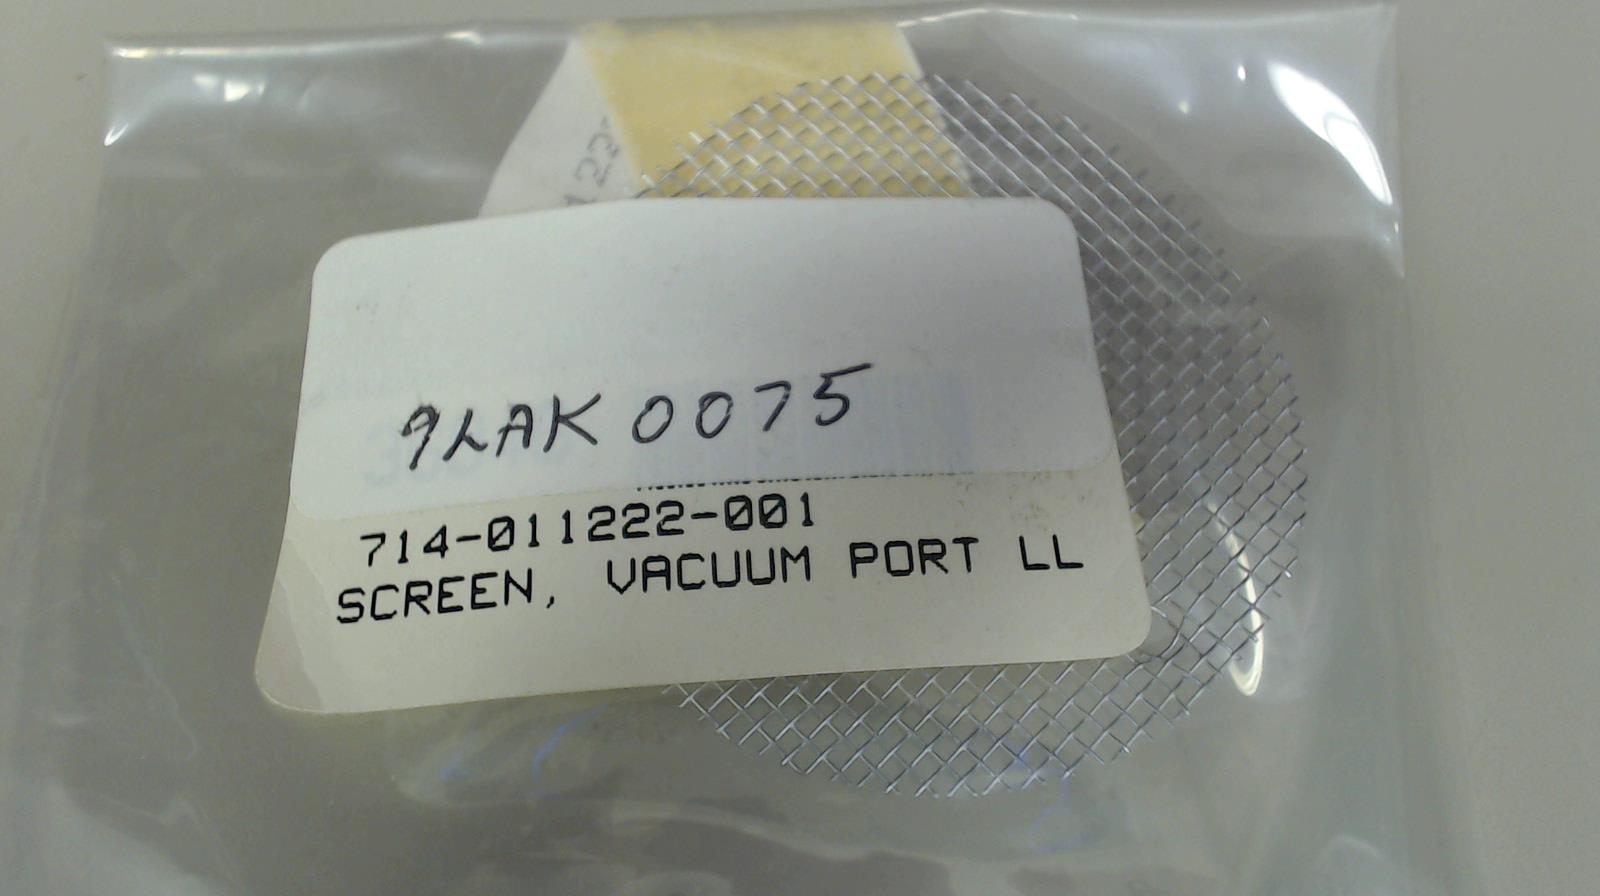 9LAK0075
714-011222-001
SCREEN, VACUUM PORT LL